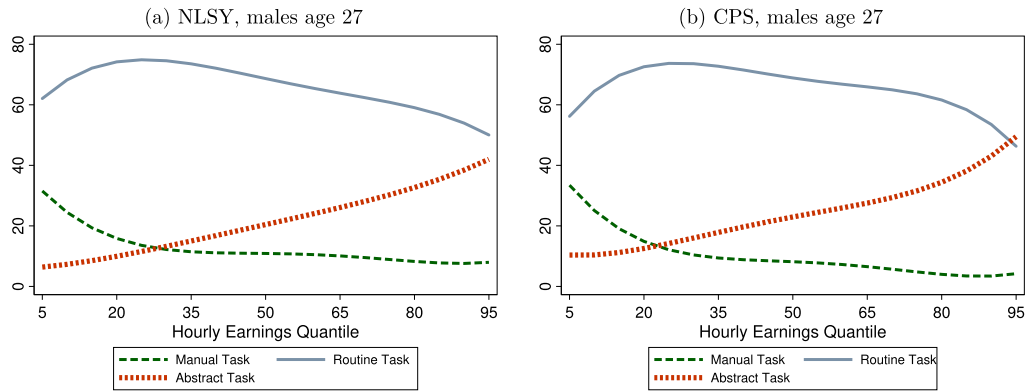 (a) NLSY, males age 27
80
60
40
20
0
5 20 35 50 65 80 95
Hourly Earnings Quantile
Manual Task Routine Task
Abstract Task
(b) CPS, males age 27
80
60
40
20
0
5 20 35 50 65 80 95
Hourly Earnings Quantile
Manual Task Routine Task
Abstract Task